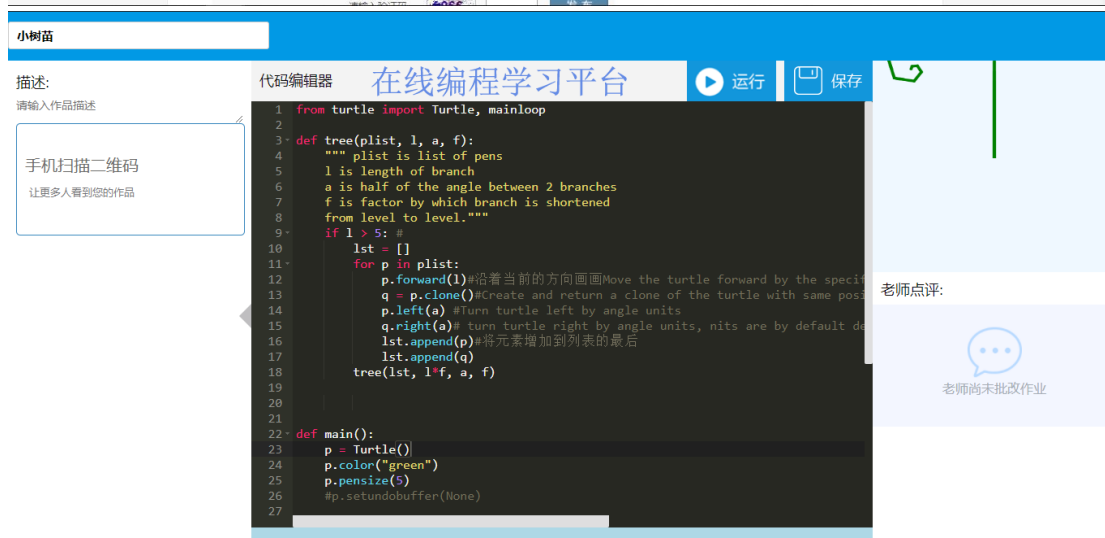 发布
小树苗
描述:
请输入作品描述
手机扫描二维码
让更多人看到您的作品
代码编辑器
在线编程学习平台
运行
保存
1 from turtle import Turtle, mainloop
2
3 def tree(plist, l, a, f):
4 """ plist is list of pens
5 l is length of branch
6 a is half of the angle between 2 branches
7 f is factor by which branch is shortened
8 from level to level."""
9 if l > 5: #
10 lst = []
11 for p in plist:
12 p.forward(l)#沿着当前的方向画画Move the turtle forward by the specif
13 q = p.clone()#Create and return a clone of the turtle with same posi
14 p.left(a) #Turn turtle left by angle units
15 q.right(a)# turn turtle right by angle units, nits are by default de
16 lst.append(p)#将元素增加到列表的最后
17 lst.append(q)
18 tree(lst, l*f, a, f)
19
20
21
22 def main():
23 p = Turtle()
24 p.color("green")
25 p.pensize(5)
26 #p.setundobuffer(None)
27
老师点评:
老师尚未批改作业